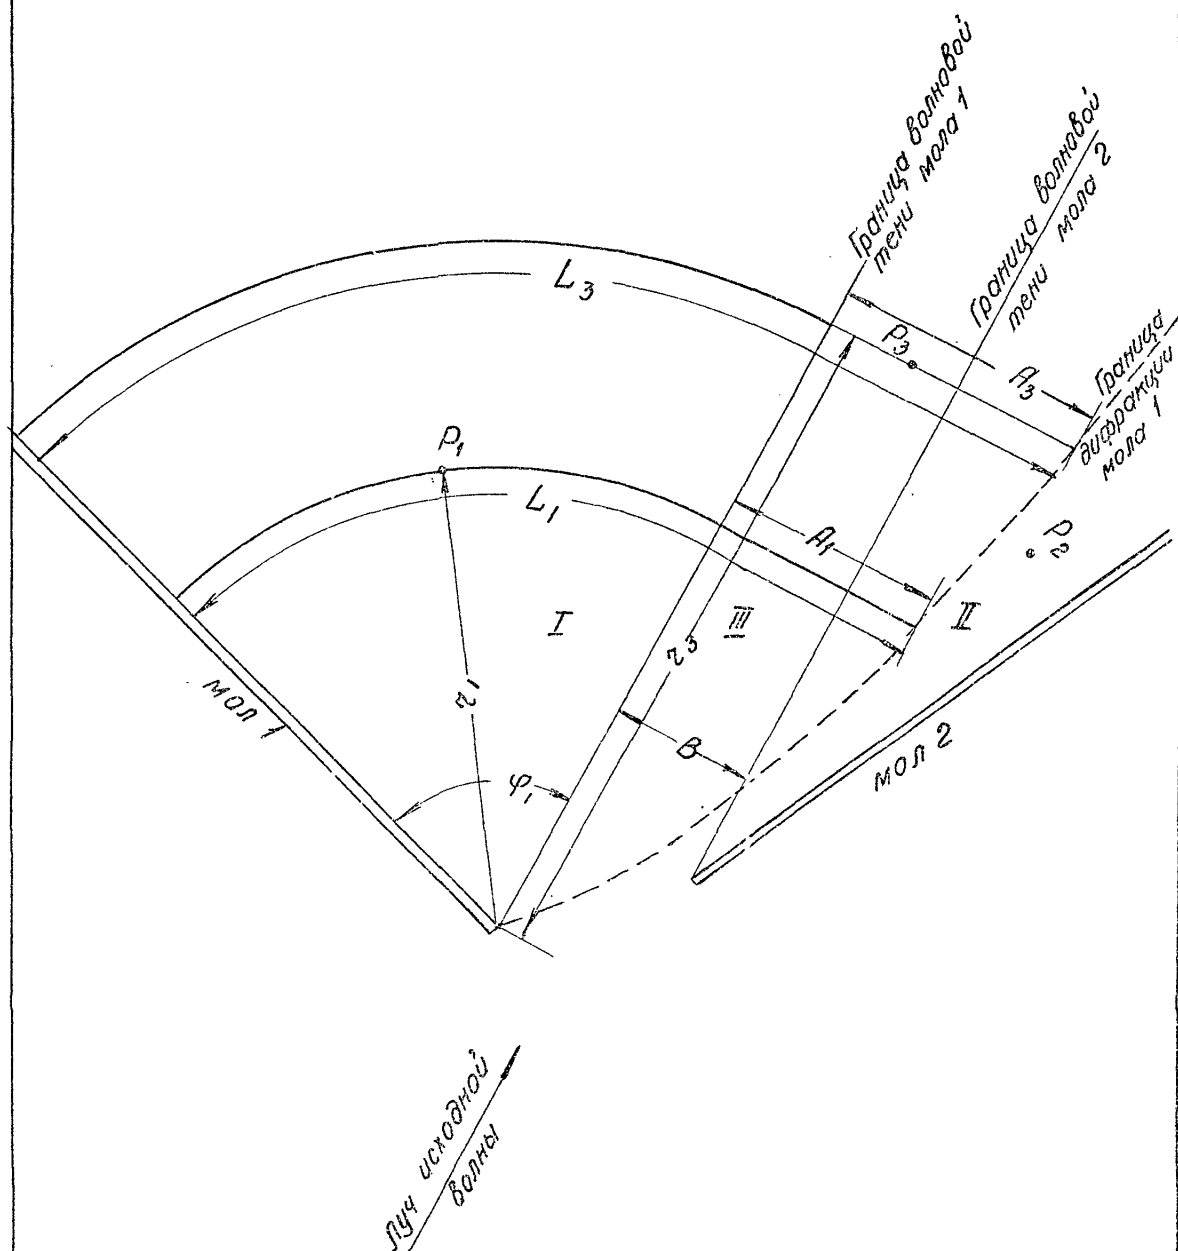 Граница волновой
тени мола 1
Граница волновой
тени мола 2
Граница
дифракции
мола 1
L₃
P₃
A₃
P₁
L₁
A₁
P₂
I
III
II
r₁
r₃
B
φ₁
мол 1
мол 2
Луч исходной
волны